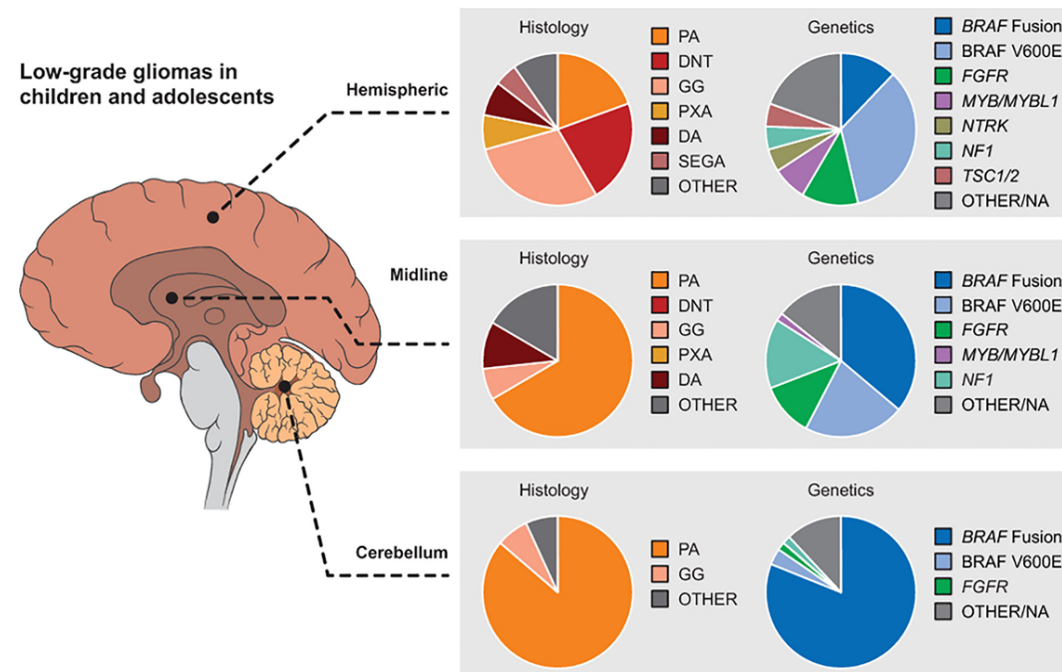 Low-grade gliomas in
children and adolescents
Hemispheric
Histology
PA
DNT
GG
PXA
DA
SEGA
OTHER
Genetics
BRAF Fusion
BRAF V600E
FGFR
MYB/MYBL1
NTRK
NF1
TSC1/2
OTHER/NA
Midline
Histology
PA
DNT
GG
PXA
DA
OTHER
Genetics
BRAF Fusion
BRAF V600E
FGFR
MYB/MYBL1
NF1
OTHER/NA
Cerebellum
Histology
PA
GG
OTHER
Genetics
BRAF Fusion
BRAF V600E
FGFR
OTHER/NA